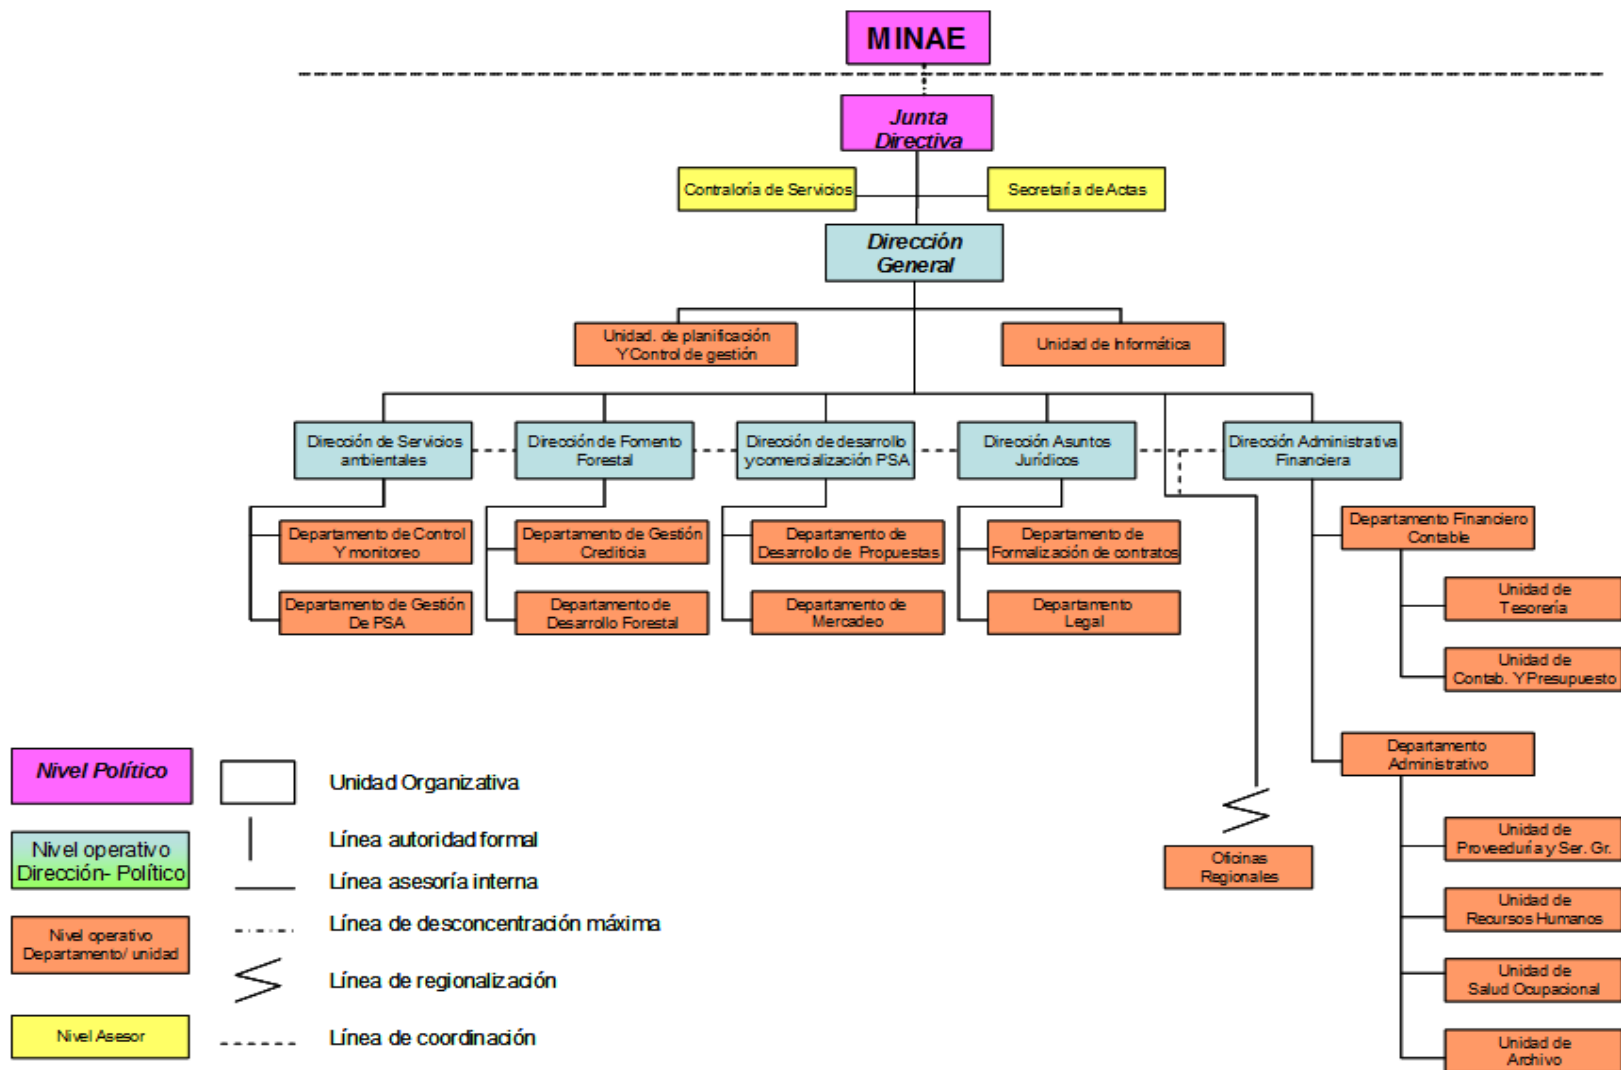 MINAE
Junta
Directiva
Contraloría de Servicios
Secretaría de Actas
Dirección
General
Unidad. de planificación
Y Control de gestión
Unidad de Informática
Dirección de Servicios
ambientales
Dirección de Fomento
Forestal
Dirección de desarrollo
y comercialización PSA
Dirección Asuntos
Jurídicos
Dirección Administrativa
Financiera
Departamento de Control
Y monitoreo
Departamento de Gestión
Crediticia
Departamento de
Desarrollo de Propuestas
Departamento de
Formalización de contratos
Departamento Financiero
Contable
Departamento de Gestión
De PSA
Departamento de
Desarrollo Forestal
Departamento de
Mercadeo
Departamento
Legal
Unidad de
Tesorería
Unidad de
Contab. Y Presupuesto
Departamento
Administrativo
Oficinas
Regionales
Unidad de
Proveeduría y Ser. Gr.
Unidad de
Recursos Humanos
Unidad de
Salud Ocupacional
Unidad de
Archivo
Nivel Político
Unidad Organizativa
Nivel operativo
Dirección- Político
Línea autoridad formal
Línea asesoría interna
Nivel operativo
Departamento/ unidad
Línea de desconcentración máxima
Línea de regionalización
Nivel Asesor
Línea de coordinación